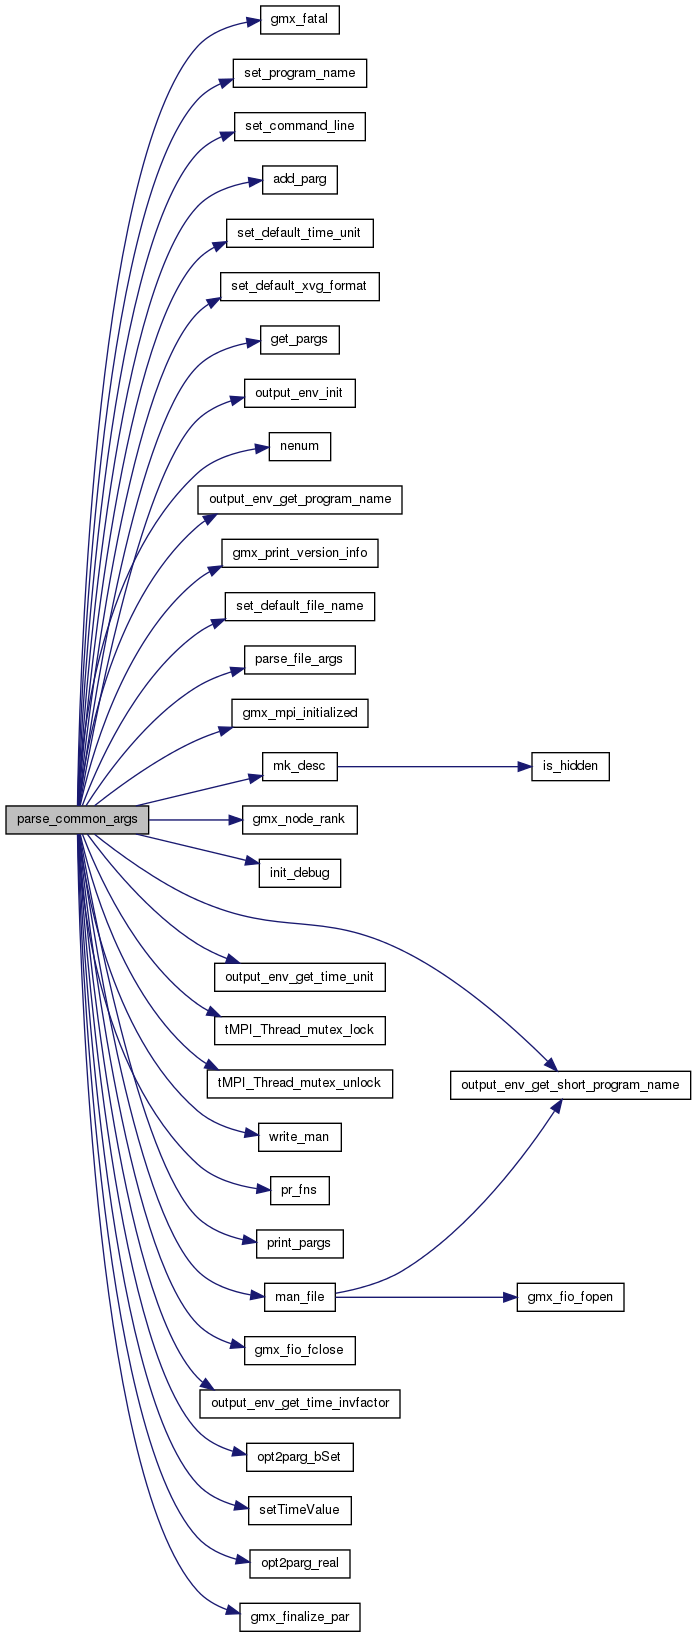 gmx_fatal
set_program_name
set_command_line
add_parg
set_default_time_unit
set_default_xvg_format
get_pargs
output_env_init
nenum
output_env_get_program_name
gmx_print_version_info
set_default_file_name
parse_file_args
gmx_mpi_initialized
mk_desc
is_hidden
parse_common_args
gmx_node_rank
init_debug
output_env_get_time_unit
tMPI_Thread_mutex_lock
tMPI_Thread_mutex_unlock
output_env_get_short_program_name
write_man
pr_fns
print_pargs
man_file
gmx_fio_fopen
gmx_fio_fclose
output_env_get_time_invfactor
opt2parg_bSet
setTimeValue
opt2parg_real
gmx_finalize_par